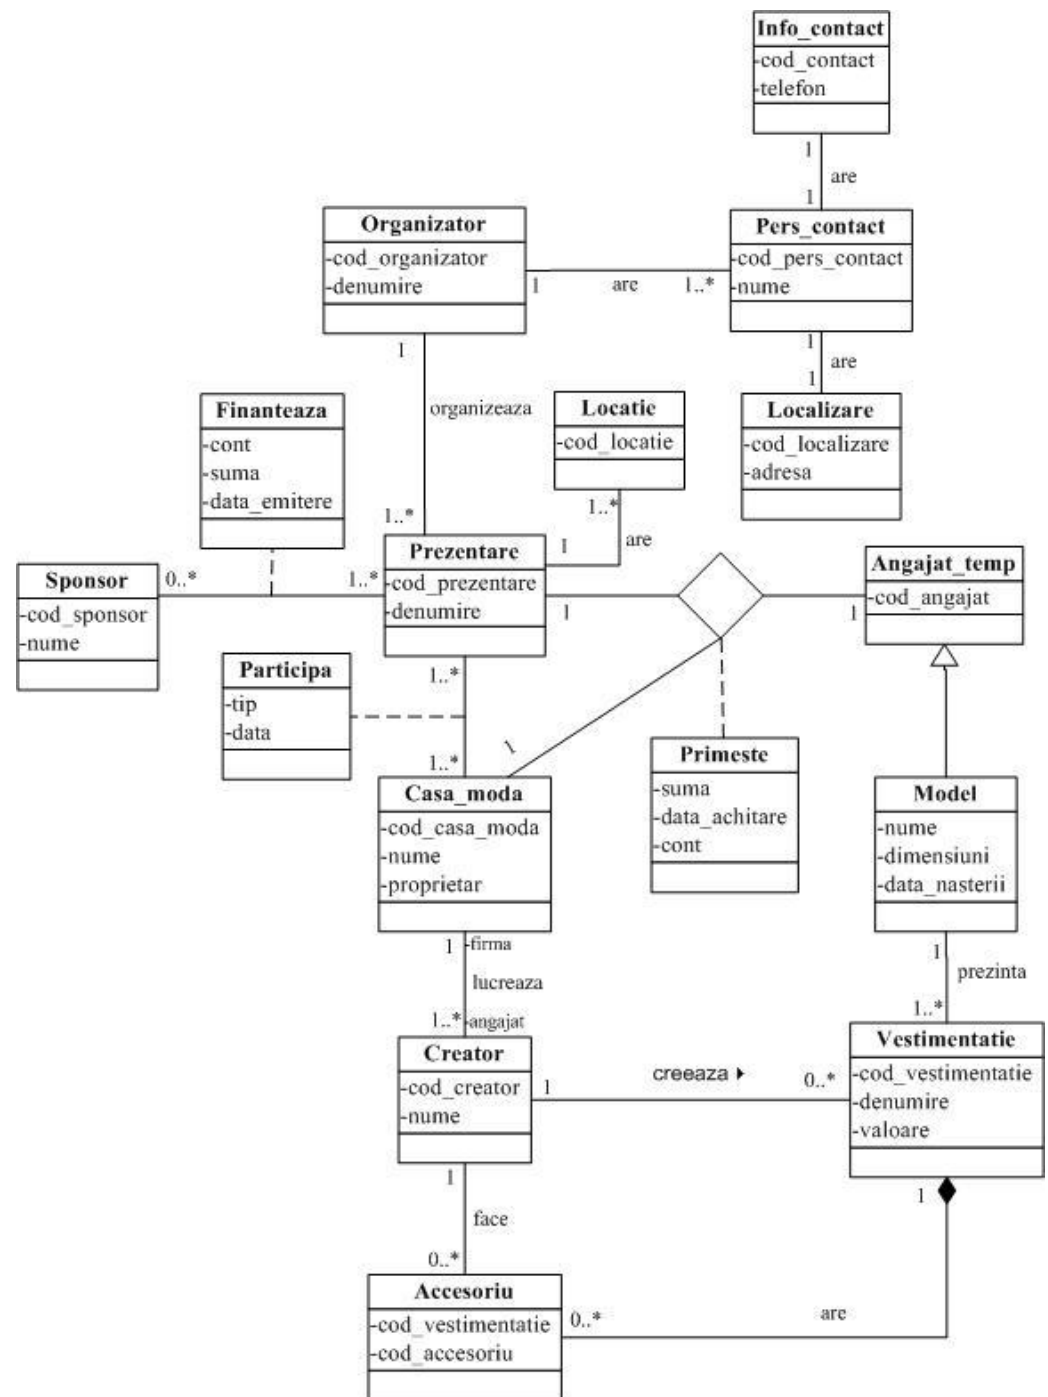 Info_contact
-cod_contact
-telefon
1
are
1
Organizator
-cod_organizator
-denumire
Pers_contact
-cod_pers_contact
-nume
1
are
1..*
1
1
are
1
Finanteaza
-cont
-suma
-data_emitere
organizeaza
Locatie
-cod_locatie
Localizare
-cod_localizare
-adresa
1..*
1..*
1
are
Sponsor
-cod_sponsor
-nume
0..*
1..*
Prezentare
-cod_prezentare
-denumire
1
1
Angajat_temp
-cod_angajat
Participa
-tip
-data
1..*
1..*
1
Casa_moda
-cod_casa_moda
-nume
-proprietar
Primeste
-suma
-data_achitare
-cont
Model
-nume
-dimensiuni
-data_nasterii
1
-firma
lucreaza
1..*
-angajat
1
prezinta
1..*
Creator
-cod_creator
-nume
1
creeaza
0..*
Vestimentatie
-cod_vestimentatie
-denumire
-valoare
1
face
0..*
1
Accesoriu
-cod_vestimentatie
-cod_accesoriu
0..*
are